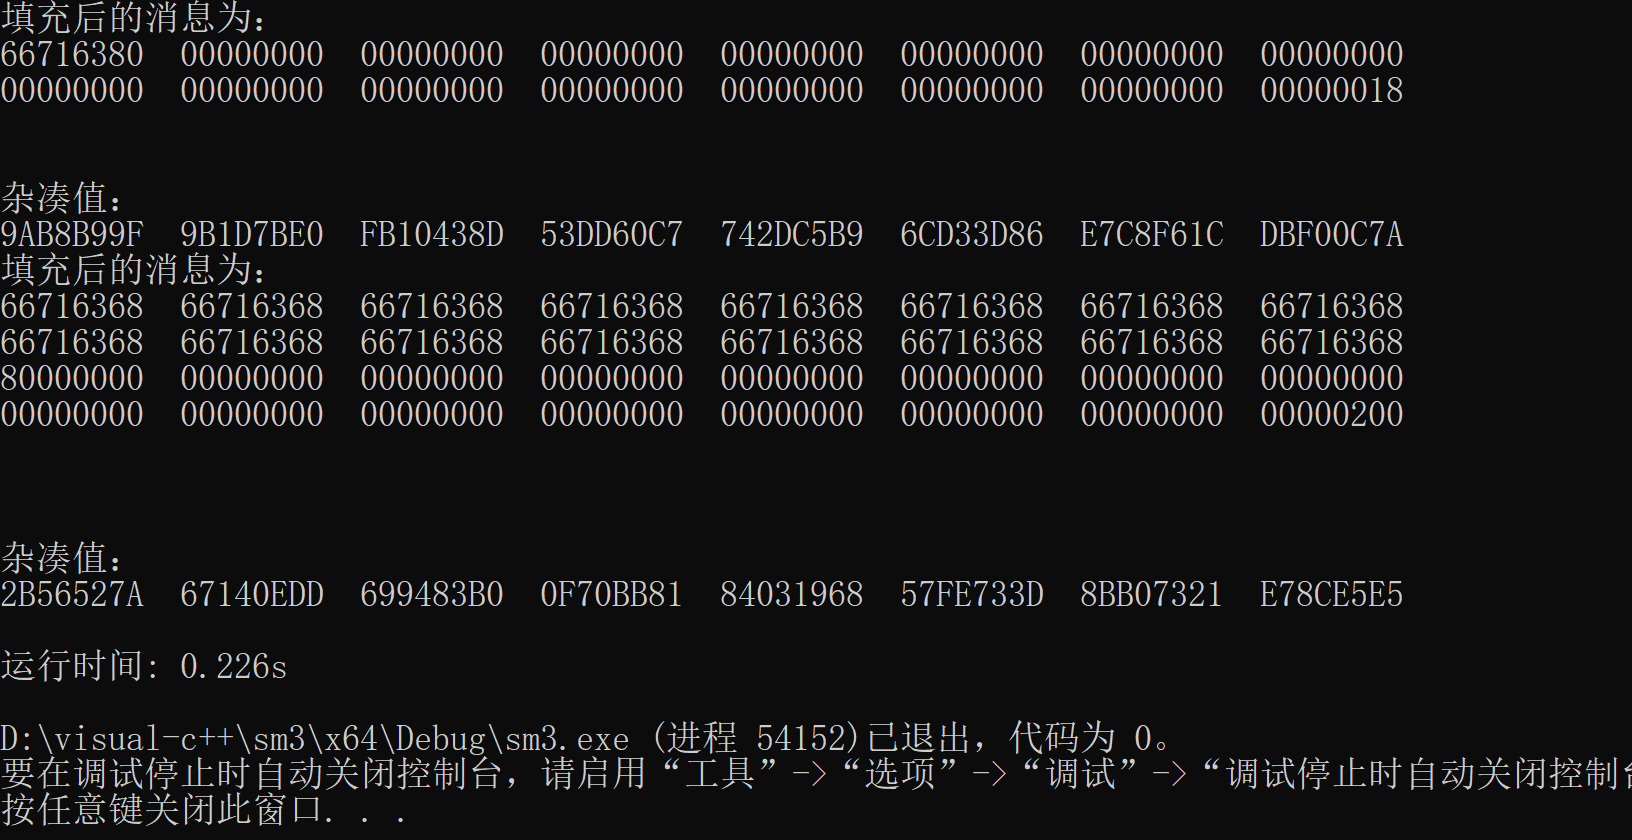 填充后的消息为:
66716380  00000000  00000000  00000000  00000000  00000000  00000000  00000000
00000000  00000000  00000000  00000000  00000000  00000000  00000000  00000018
杂凑值:
9AB8B99F  9B1D7BE0  FB10438D  53DD60C7  742DC5B9  6CD33D86  E7C8F61C  DBF00C7A
填充后的消息为:
66716368  66716368  66716368  66716368  66716368  66716368  66716368  66716368
66716368  66716368  66716368  66716368  66716368  66716368  66716368  66716368
80000000  00000000  00000000  00000000  00000000  00000000  00000000  00000000
00000000  00000000  00000000  00000000  00000000  00000000  00000000  00000200
杂凑值:
2B56527A  67140EDD  699483B0  0F70BB81  84031968  57FE733D  8BB07321  E78CE5E5
运行时间: 0.226s
D:\visual-c++\sm3\x64\Debug\sm3.exe (进程 54152)已退出，代码为 0。
要在调试停止时自动关闭控制台，请启用“工具”->“选项”->“调试”->“调试停止时自动关闭控制台
按任意键关闭此窗口. . .